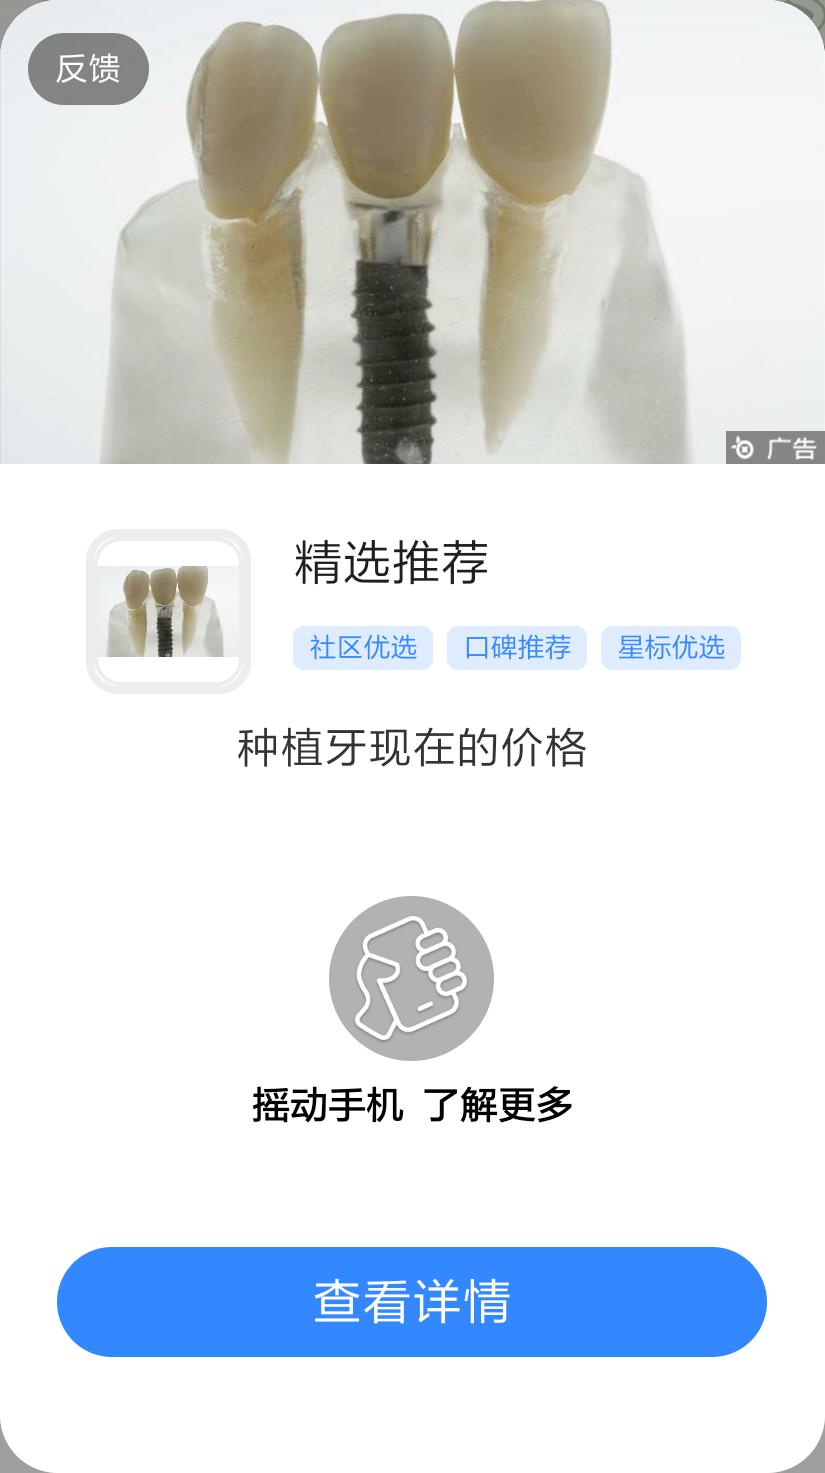 反馈
广告
精选推荐
社区优选 口碑推荐 星标优选
种植牙现在的价格
摇动手机 了解更多
查看详情